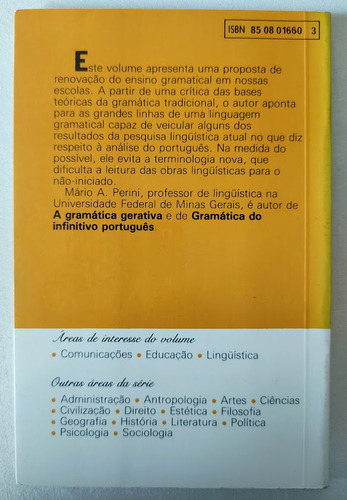 ISBN 85 08 01660 3
Este volume apresenta uma proposta de
renovação do ensino gramatical em nossas
escolas. A partir de uma crítica das bases
teóricas da gramática tradicional, o autor aponta
para as grandes linhas de uma linguagem
gramatical capaz de veicular alguns dos
resultados da pesquisa lingüística atual no que diz
respeito à análise do português. Na medida do
possível, ele evita a terminologia nova, que
dificulta a leitura das obras lingüísticas para o
não-iniciado.
Mário A. Perini, professor de lingüística na
Universidade Federal de Minas Gerais, é autor de
A gramática gerativa e de Gramática do
infinitivo português.
Áreas de interesse do volume
• Comunicações • Educação • Lingüística
Outras áreas da série
• Administração • Antropologia • Artes • Ciências
• Civilização • Direito • Estética • Filosofia
• Geografia • História • Literatura • Política
• Psicologia • Sociologia